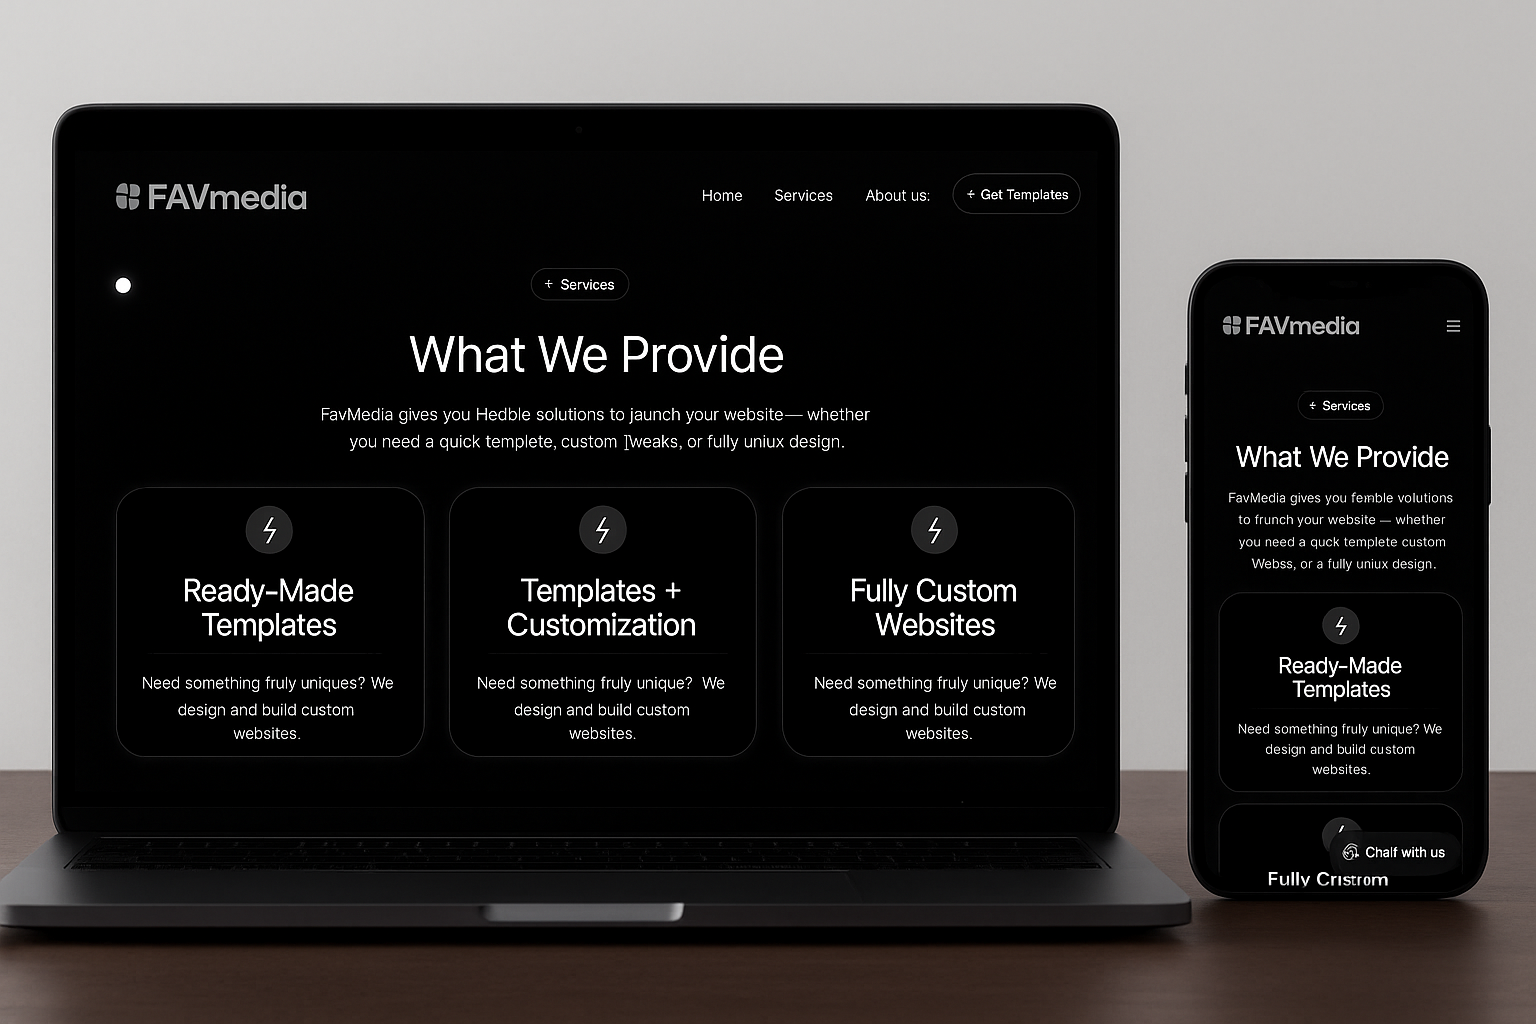 FAVmedia
Home Services About us: + Get Templates
+ Services
What We Provide
FavMedia gives you Hedble solutions to jaunch your website— whether
you need a quick templete, custom ]weaks, or fully uniux design.
Ready-Made
Templates
Need something fruly uniques? We
design and build custom
websites.
Templates +
Customization
Need something fruly unique? We
design and build custom
websites.
Fully Custom
Websites
Need something fruly unique? We
design and build custom
websites.
FAVmedia
+ Services
What We Provide
FavMedia gives you femble volutions
to frunch your website — whether
you need a quck templete custom
Webss, or a fully uniux design.
Ready-Made
Templates
Need something fruly unique? We
design and build custom
websites.
Chalf with us
Fully Cristrom